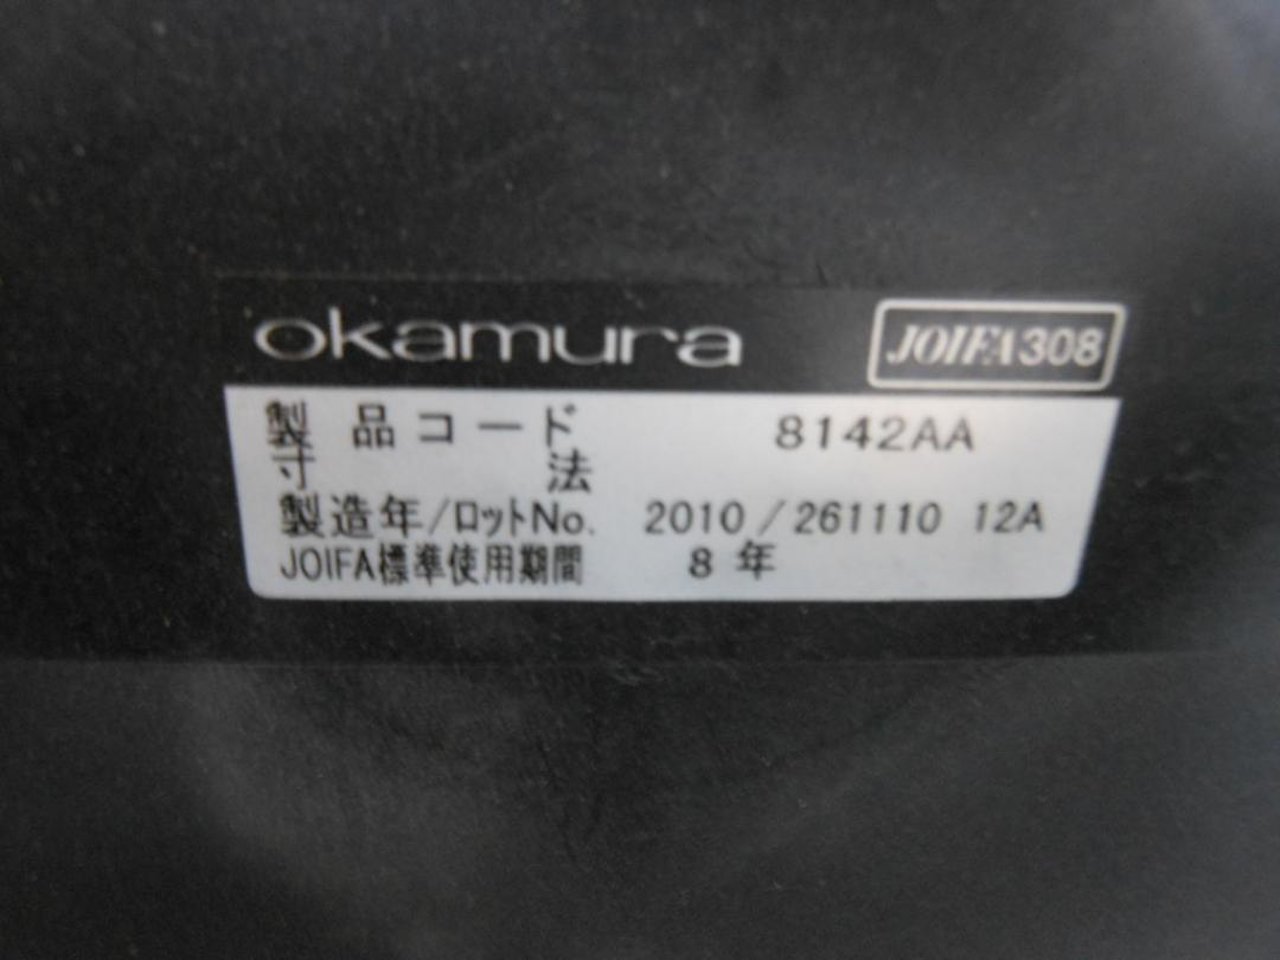 okamura JOIFA308
製品コード 8142AA
寸法
製造年/ロットNo. 2010/261110 12A
JOIFA標準使用期間 8年